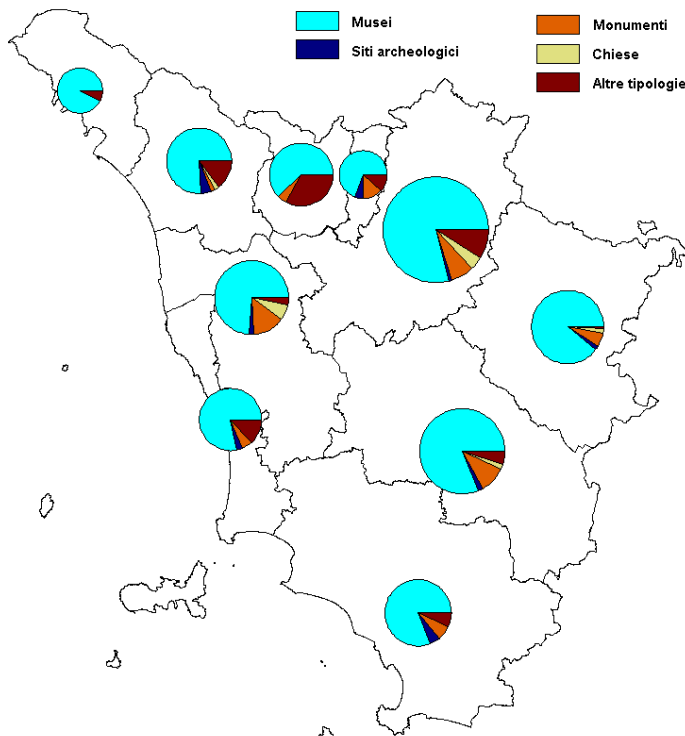 Musei
Siti archeologici
Monumenti
Chiese
Altre tipologie